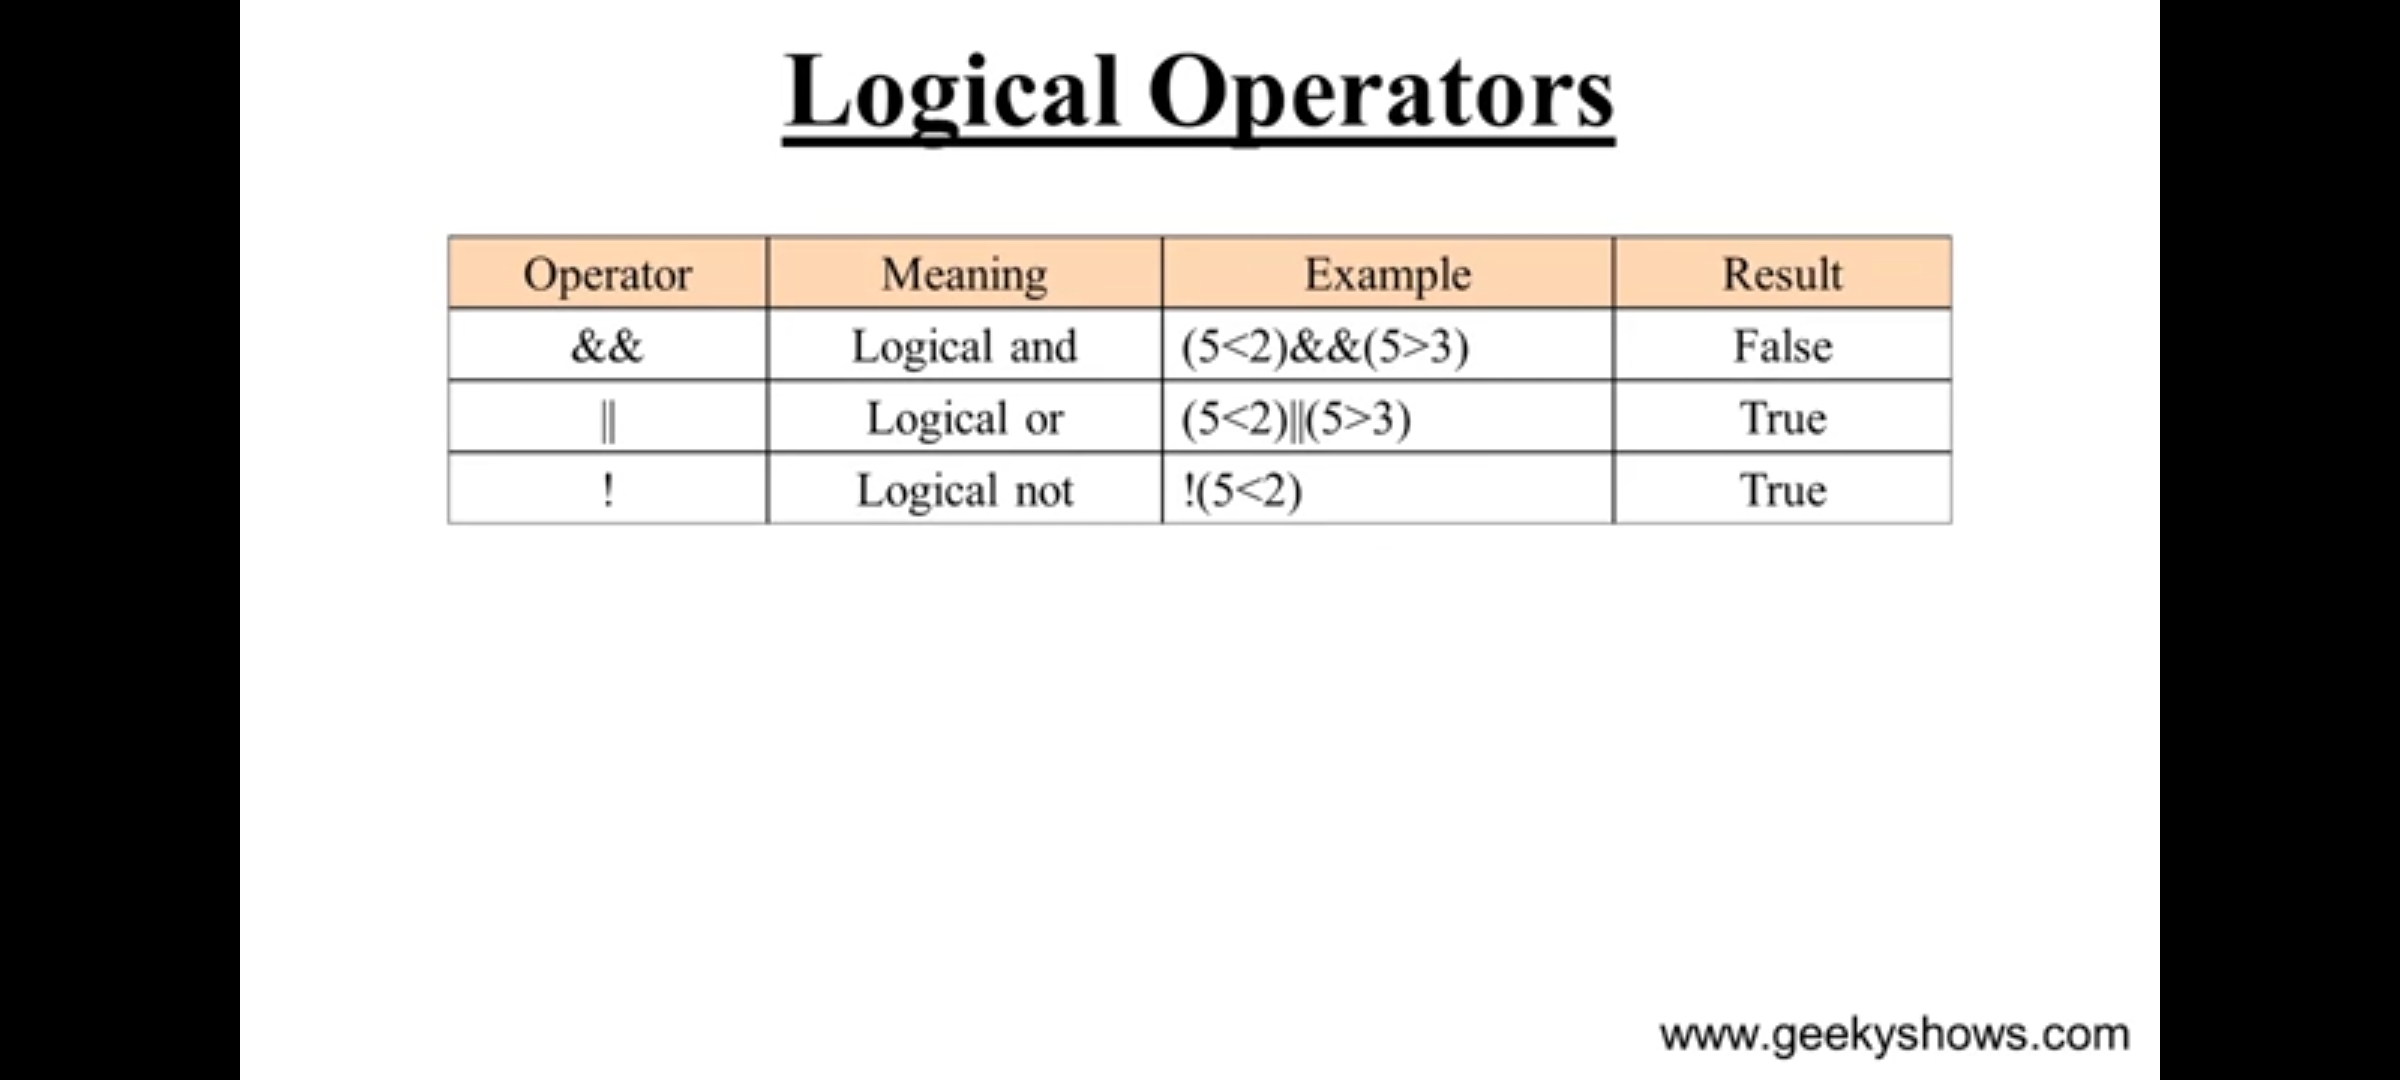 Logical Operators
Operator Meaning Example Result
&& Logical and (5<2)&&(5>3) False
|| Logical or (5<2)||(5>3) True
! Logical not !(5<2) True
www.geekyshows.com